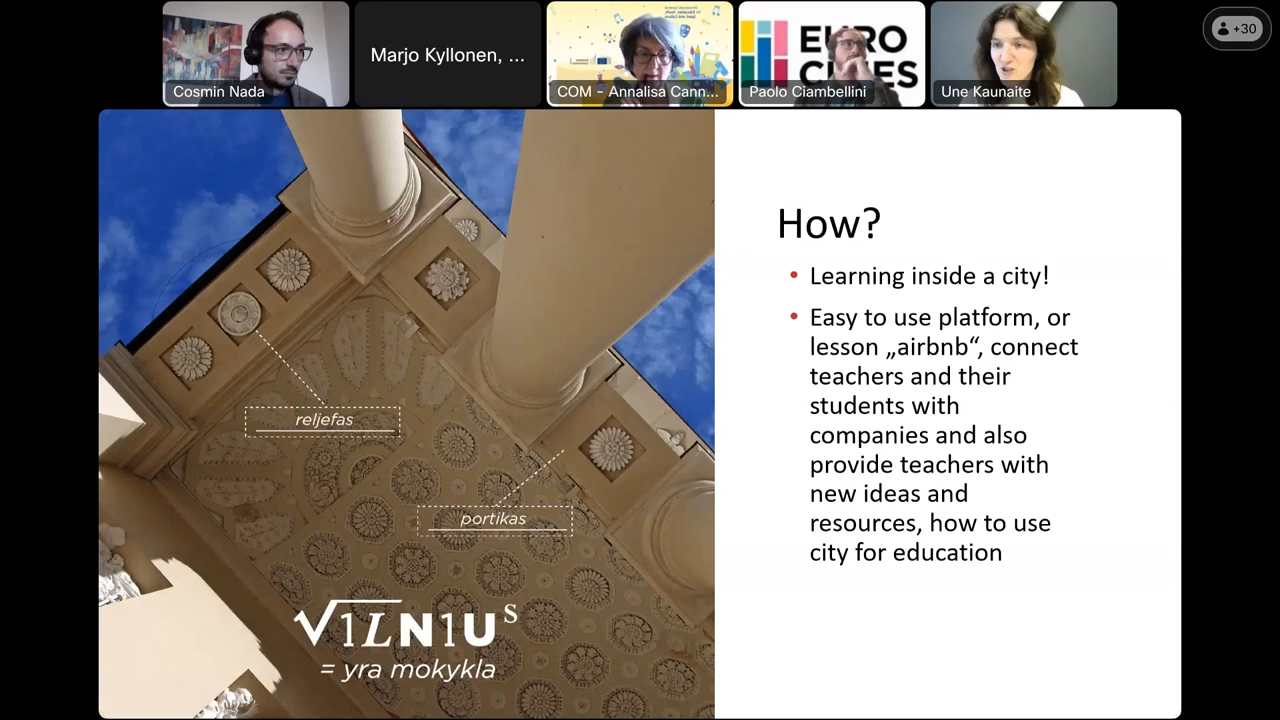 Cosmin Nada
Marjo Kyllonen, ...
COM - Annalisa Cann...
EURO
CITIES
Paolo Ciambellini
Une Kaunaite
+30
How?
• Learning inside a city!
• Easy to use platform, or
lesson „airbnb“, connect
teachers and their
students with
companies and also
provide teachers with
new ideas and
resources, how to use
city for education
reljefas
portikas
√1LN1Uˢ
= yra mokykla